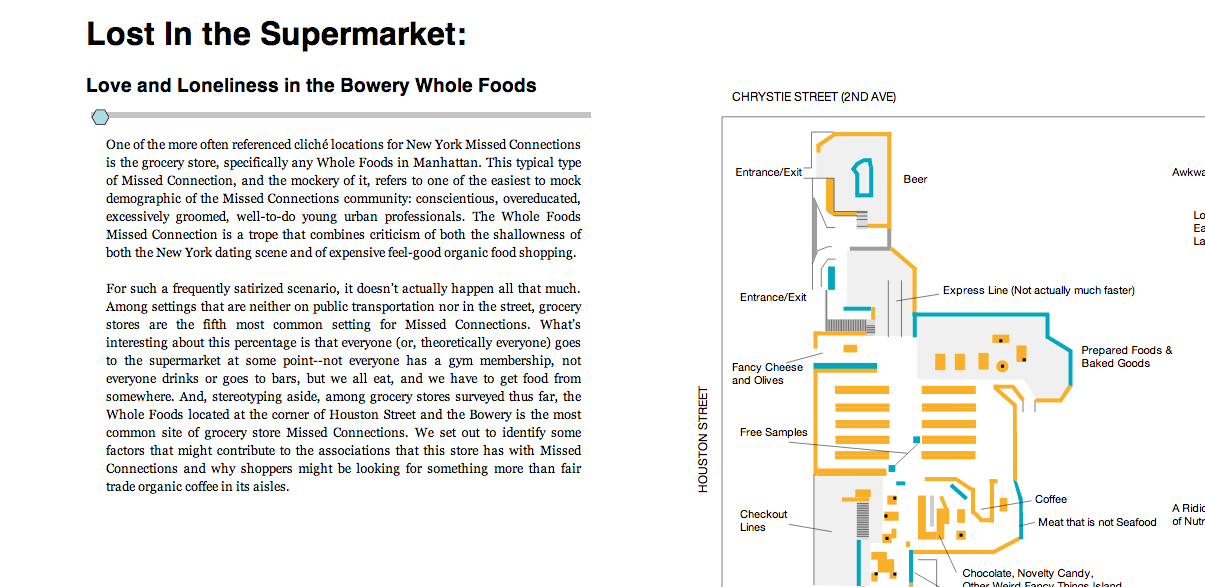 Lost In the Supermarket:
Love and Loneliness in the Bowery Whole Foods
One of the more often referenced cliché locations for New York Missed Connections
is the grocery store, specifically any Whole Foods in Manhattan. This typical type
of Missed Connection, and the mockery of it, refers to one of the easiest to mock
demographic of the Missed Connections community: conscientious, overeducated,
excessively groomed, well-to-do young urban professionals. The Whole Foods
Missed Connection is a trope that combines criticism of both the shallowness of
both the New York dating scene and of expensive feel-good organic food shopping.
For such a frequently satirized scenario, it doesn't actually happen all that much.
Among settings that are neither on public transportation nor in the street, grocery
stores are the fifth most common setting for Missed Connections. What's
interesting about this percentage is that everyone (or, theoretically everyone) goes
to the supermarket at some point--not everyone has a gym membership, not
everyone drinks or goes to bars, but we all eat, and we have to get food from
somewhere. And, stereotyping aside, among grocery stores surveyed thus far, the
Whole Foods located at the corner of Houston Street and the Bowery is the most
common site of grocery store Missed Connections. We set out to identify some
factors that might contribute to the associations that this store has with Missed
Connections and why shoppers might be looking for something more than fair
trade organic coffee in its aisles.
CHRYSTIE STREET (2ND AVE)
HOUSTON STREET
Entrance/Exit
Beer
Entrance/Exit
Express Line (Not actually much faster)
Prepared Foods &
Baked Goods
Fancy Cheese
and Olives
Free Samples
Coffee
Meat that is not Seafood
Checkout
Lines
Chocolate, Novelty Candy,
Other Weird Fancy Things Island
Awkwa
Lo
Ea
La
A Ridic
of Nutr